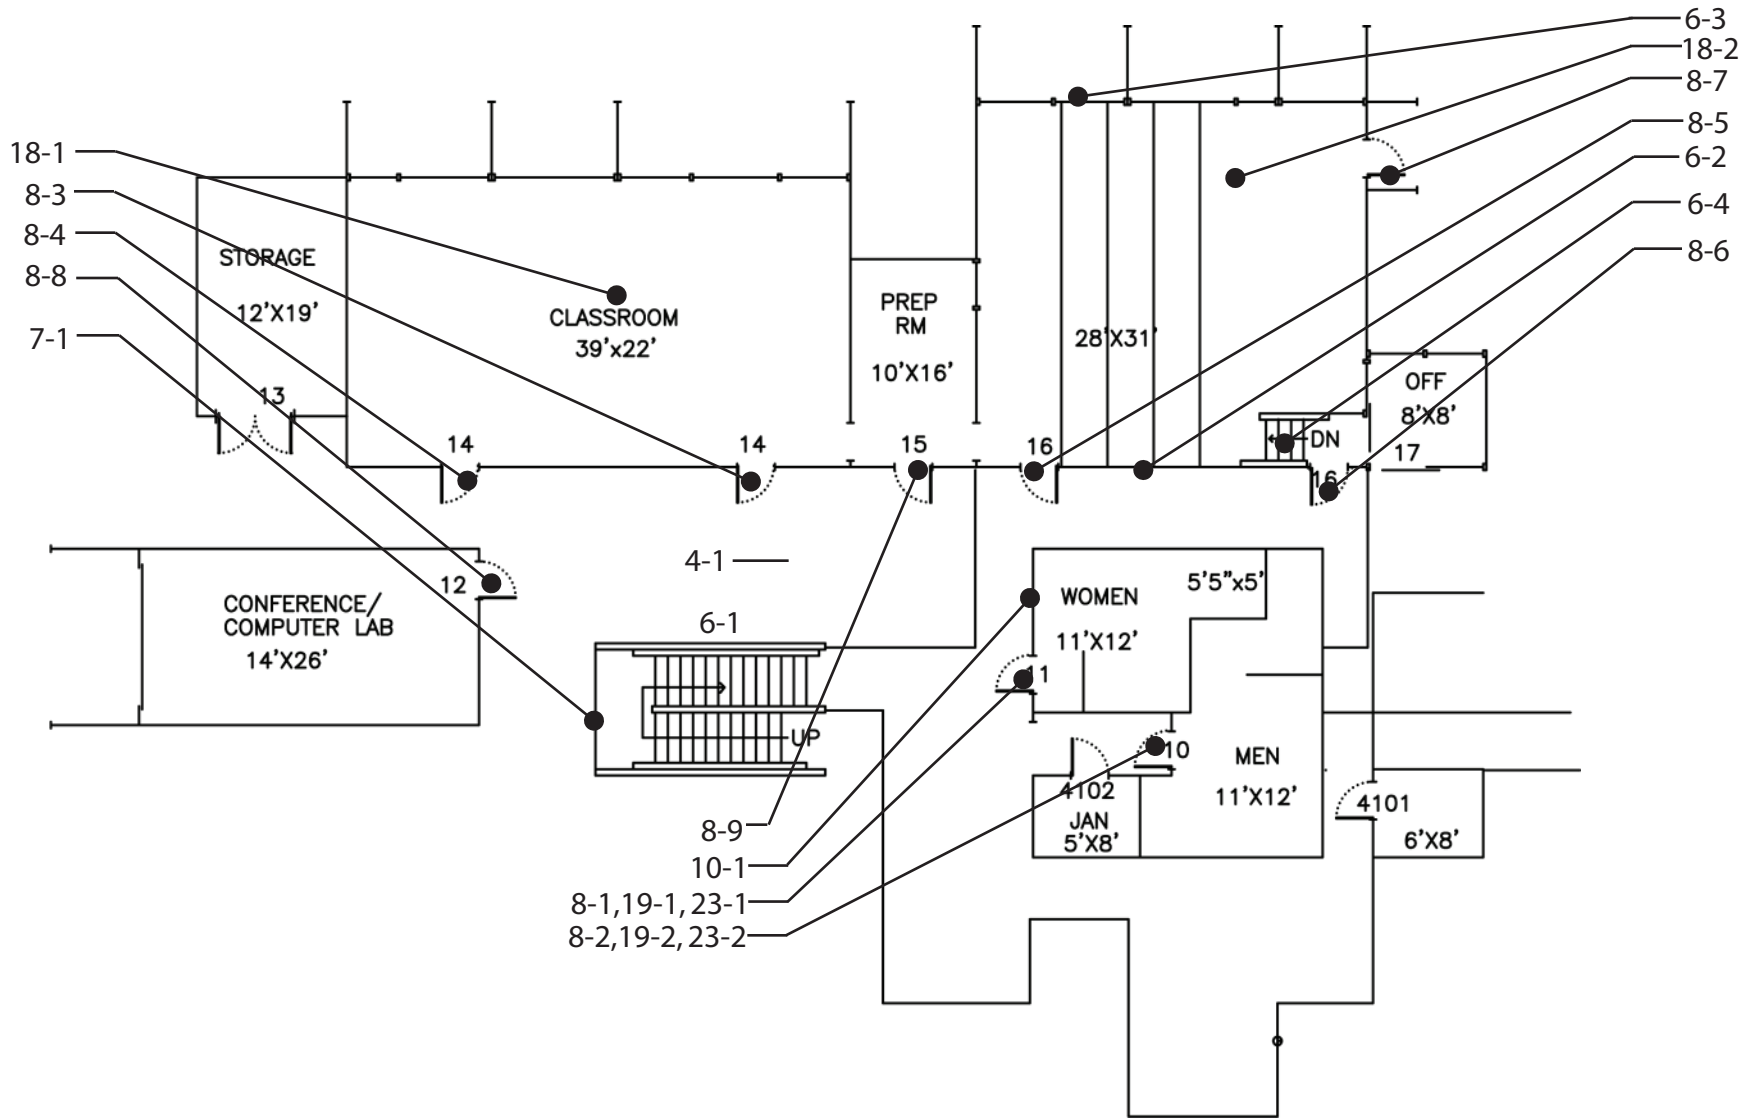 6-3
18-2
8-7
8-5
6-2
6-4
8-6
18-1
8-3
8-4
8-8
7-1
STORAGE
12'X19'
13
CLASSROOM
39'x22'
PREP
RM
10'X16'
28'X31'
OFF
8'X8'
DN
17
14
14
15
16
16
4-1
6-1
12
CONFERENCE/
COMPUTER LAB
14'X26'
UP
WOMEN
11'X12'
5'5"x5'
11
10
MEN
11'X12'
4102
JAN
5'X8'
4101
6'X8'
8-9
10-1
8-1,19-1, 23-1
8-2,19-2, 23-2